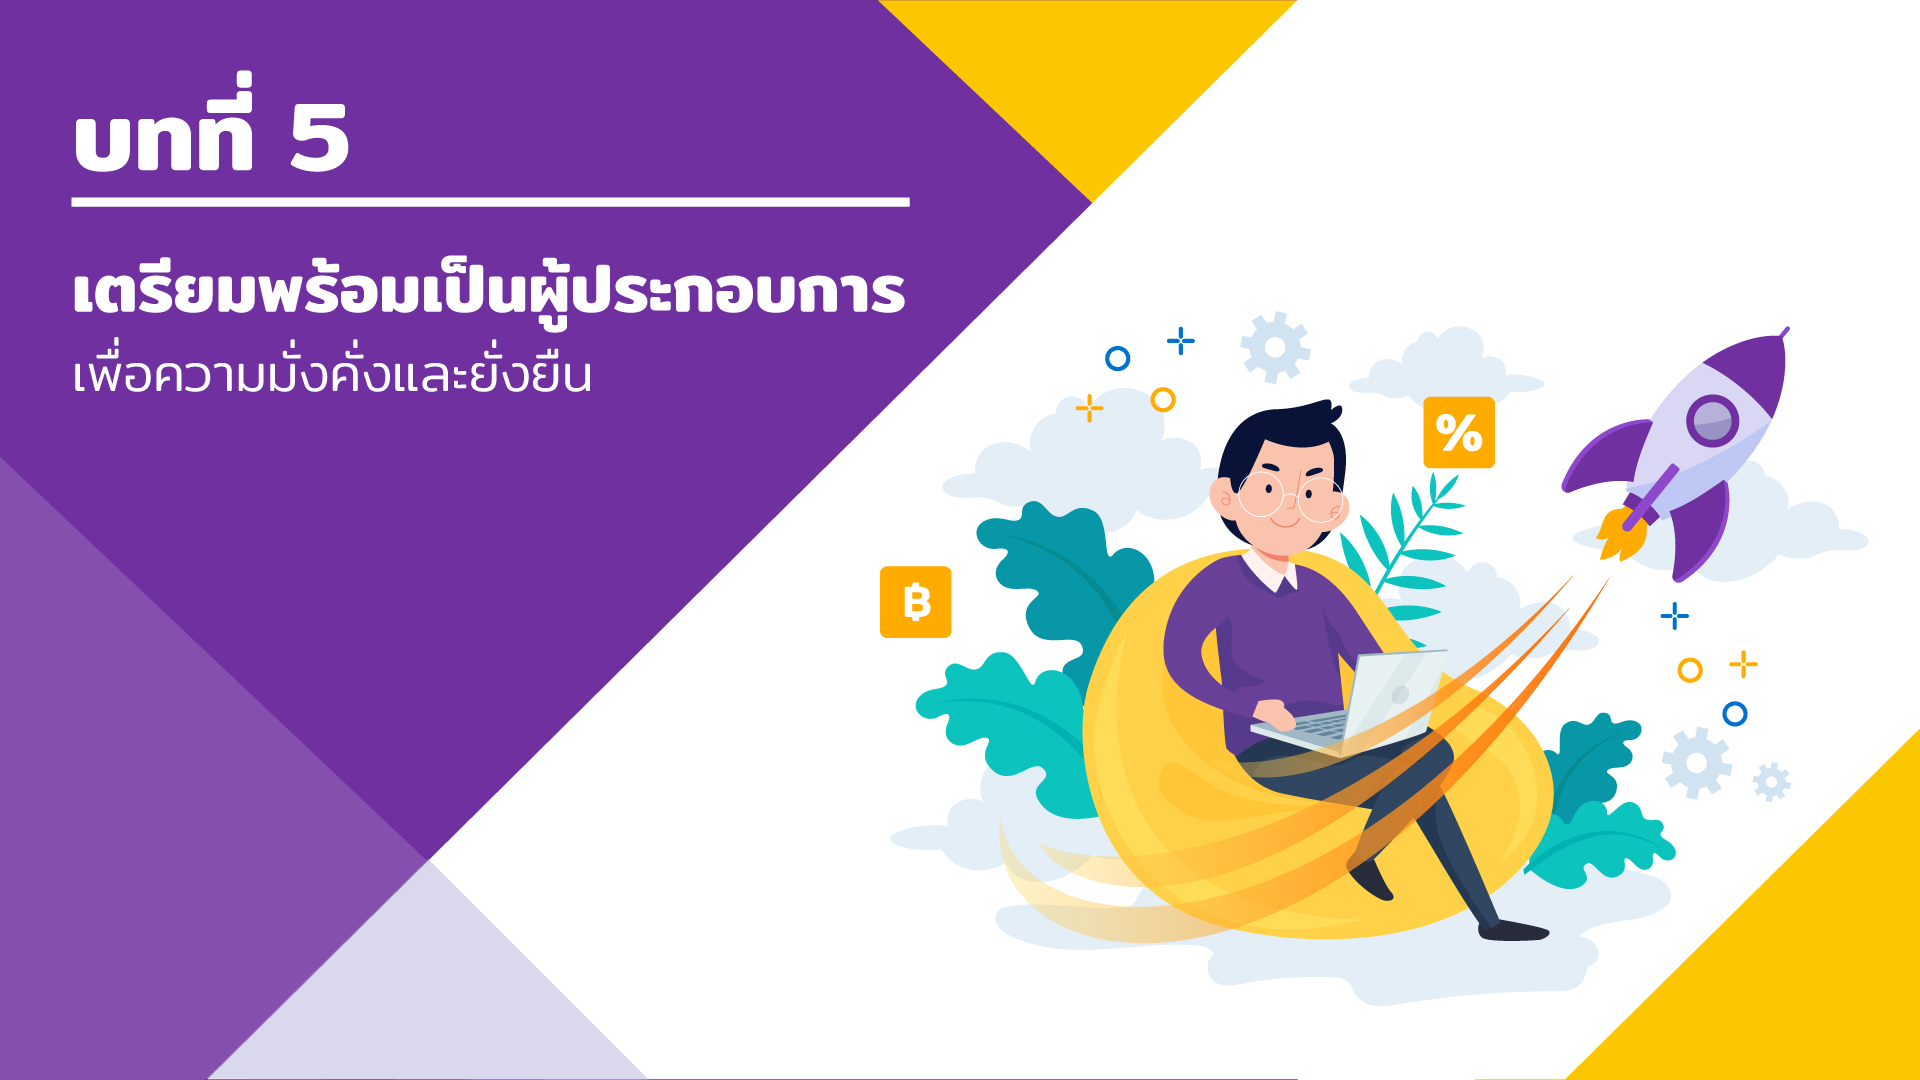 บทที่ 5
เตรียมพร้อมเป็นผู้ประกอบการ
เพื่อความมั่งคั่งและยั่งยืน
%
฿